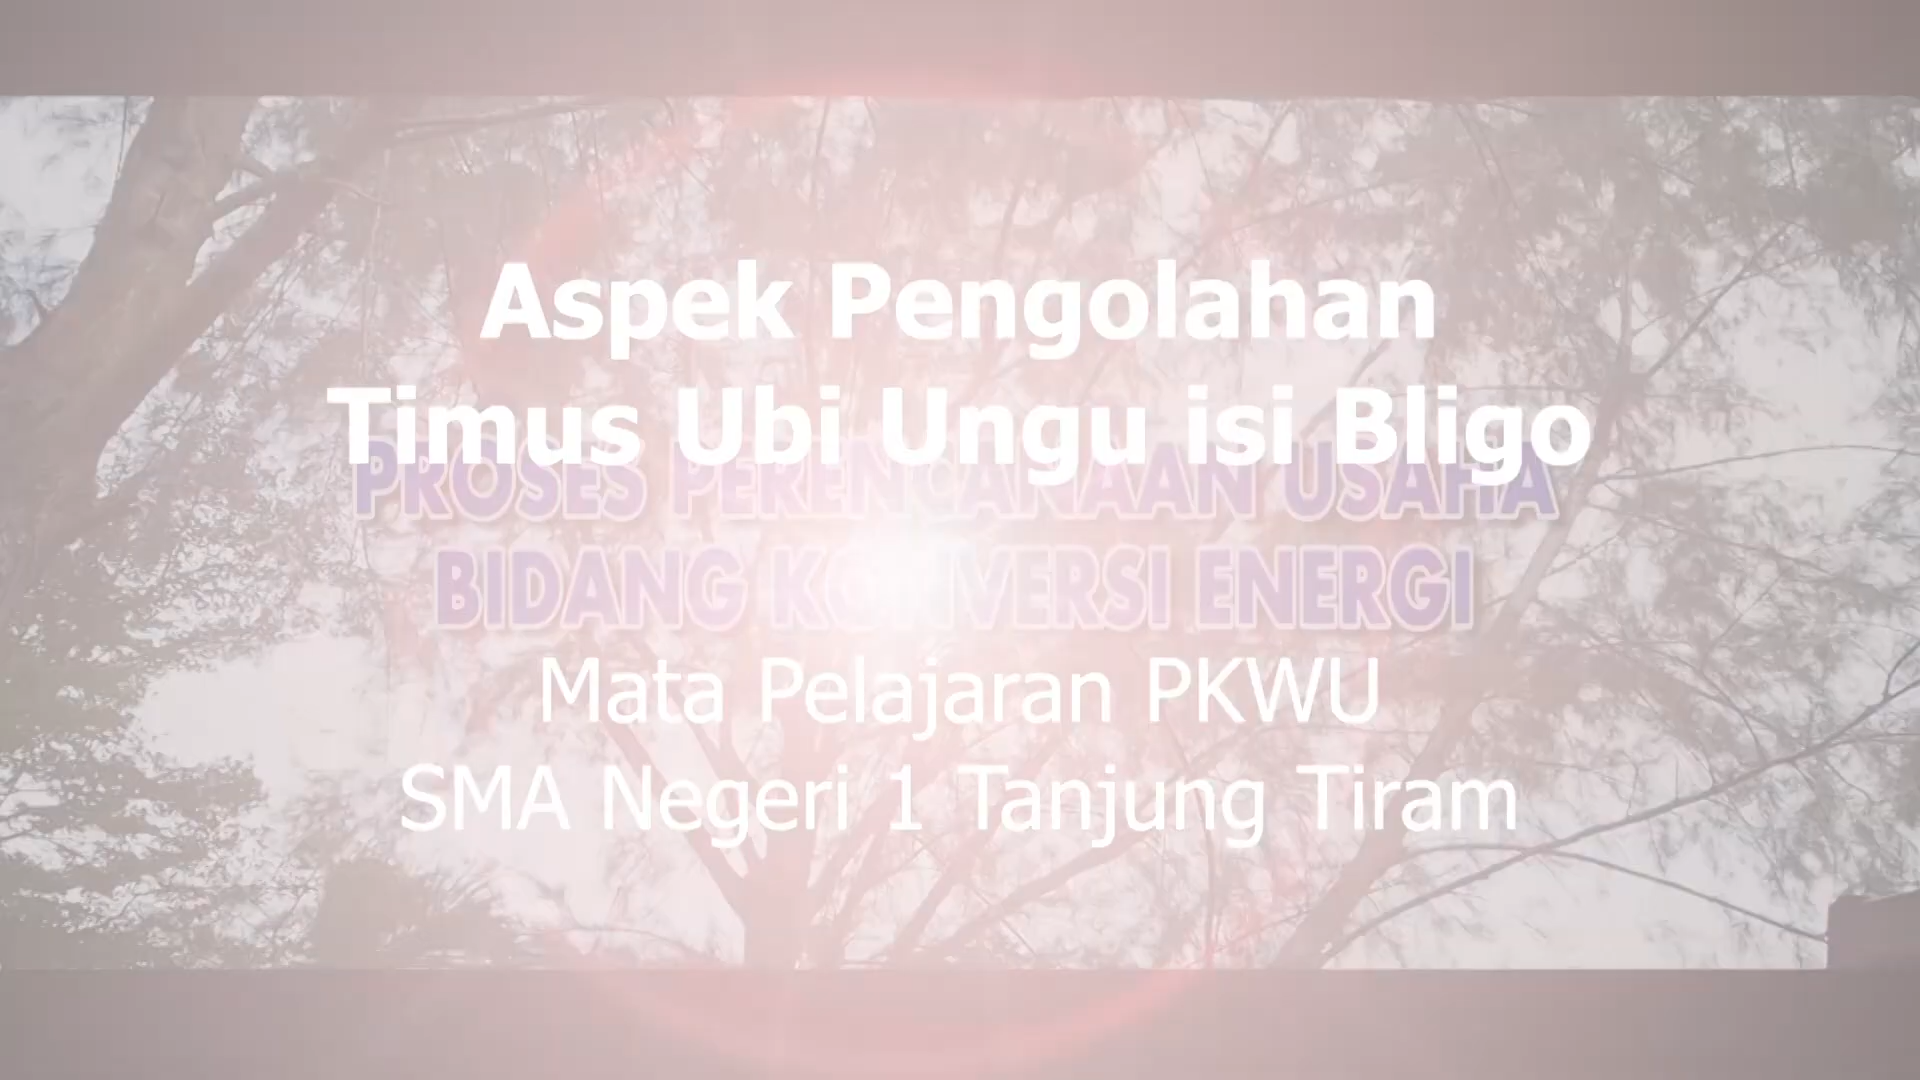 Aspek Pengolahan
Timus Ubi Ungu isi Bligo
PROSES PERENCANAAN USAHA
BIDANG KONVERSI ENERGI
Mata Pelajaran PKWU
SMA Negeri 1 Tanjung Tiram